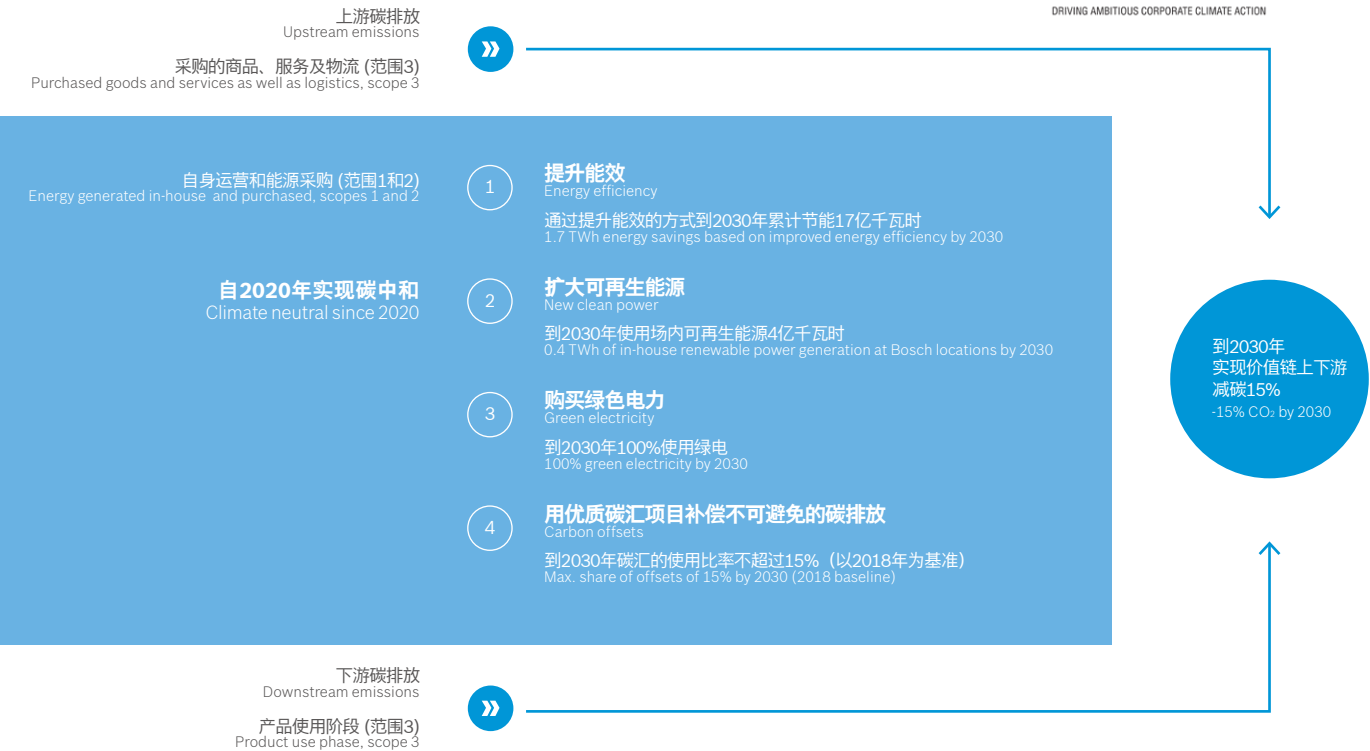 DRIVING AMBITIOUS CORPORATE CLIMATE ACTION
上游碳排放
Upstream emissions
采购的商品、服务及物流 (范围3)
Purchased goods and services as well as logistics, scope 3
自身运营和能源采购 (范围1和2)
Energy generated in-house and purchased, scopes 1 and 2
自2020年实现碳中和
Climate neutral since 2020
1
提升能效
Energy efficiency
通过提升能效的方式到2030年累计节能17亿千瓦时
1.7 TWh energy savings based on improved energy efficiency by 2030
2
扩大可再生能源
New clean power
到2030年使用场内可再生能源4亿千瓦时
0.4 TWh of in-house renewable power generation at Bosch locations by 2030
3
购买绿色电力
Green electricity
到2030年100%使用绿电
100% green electricity by 2030
4
用优质碳汇项目补偿不可避免的碳排放
Carbon offsets
到2030年碳汇的使用比率不超过15%（以2018年为基准）
Max. share of offsets of 15% by 2030 (2018 baseline)
到2030年
实现价值链上下游
减碳15%
-15% CO₂ by 2030
下游碳排放
Downstream emissions
产品使用阶段 (范围3)
Product use phase, scope 3